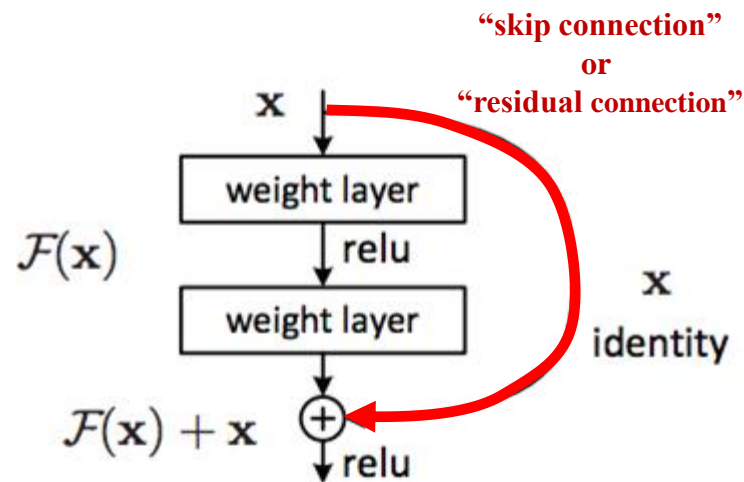 “skip connection”
or
“residual connection”
x
weight layer
F(x)
relu
weight layer
x
identity
F(x) + x
+
relu